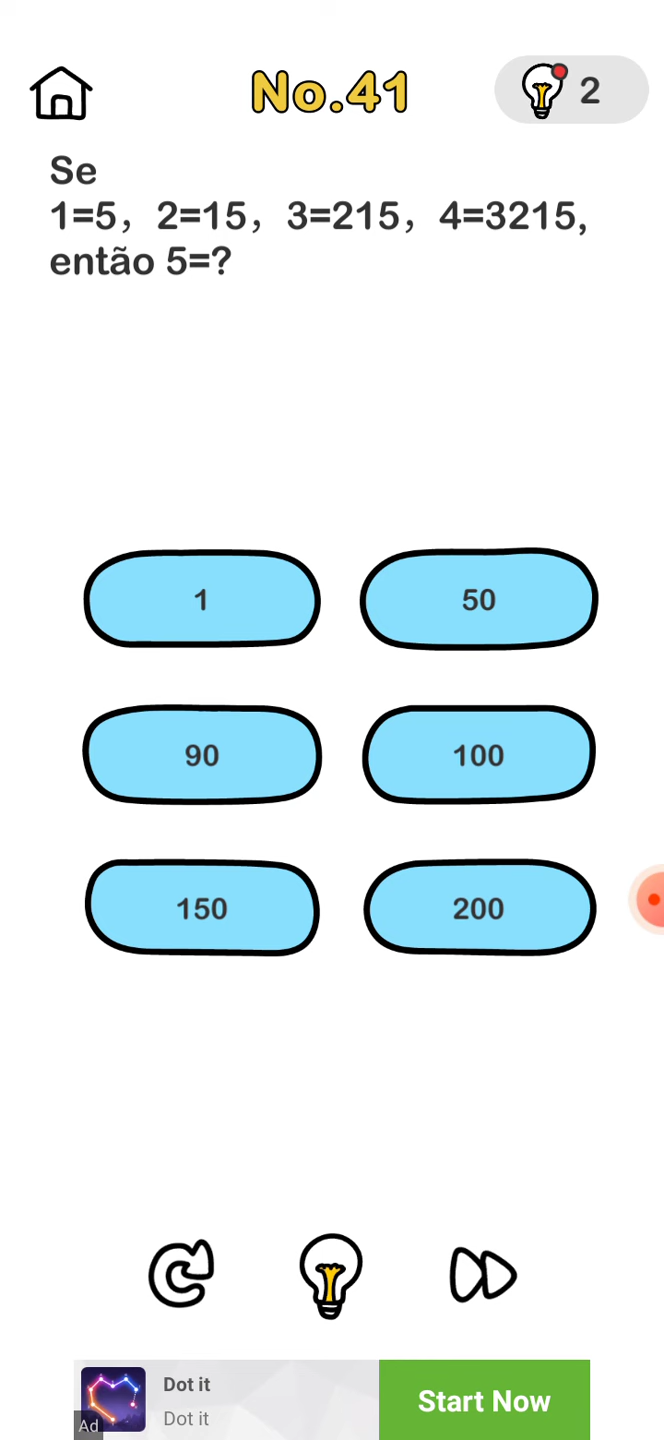 No.41
2
Se
1=5, 2=15, 3=215, 4=3215,
então 5=?
1
50
90
100
150
200
Dot it
Dot it
Ad
Start Now